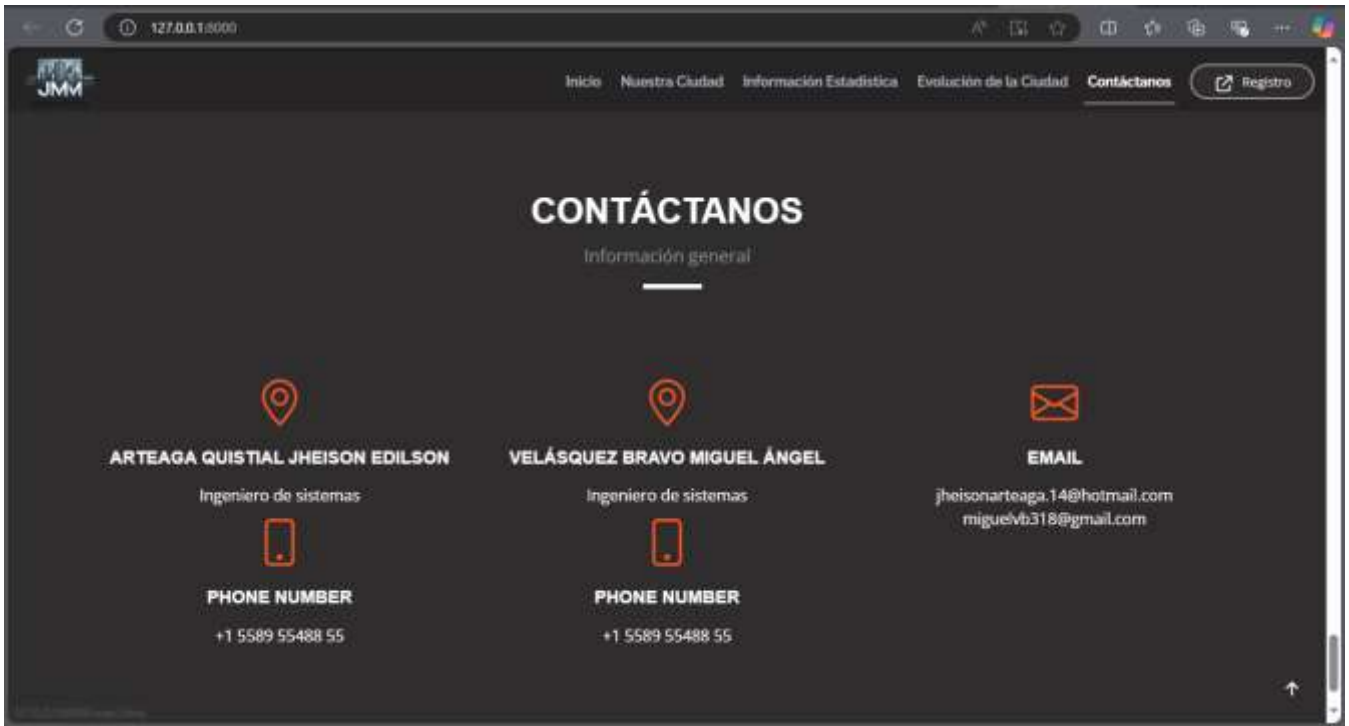 127.0.0.1:8000
JMM
Inicio Nuestra Ciudad Información Estadística Evolución de la Ciudad Contáctanos Registro
CONTÁCTANOS
Información general
ARTEAGA QUISTIAL JHEISON EDILSON
Ingeniero de sistemas
PHONE NUMBER
+1 5589 55488 55
VELÁSQUEZ BRAVO MIGUEL ÁNGEL
Ingeniero de sistemas
PHONE NUMBER
+1 5589 55488 55
EMAIL
jheisonarteaga.14@hotmail.com
miguelvb318@gmail.com